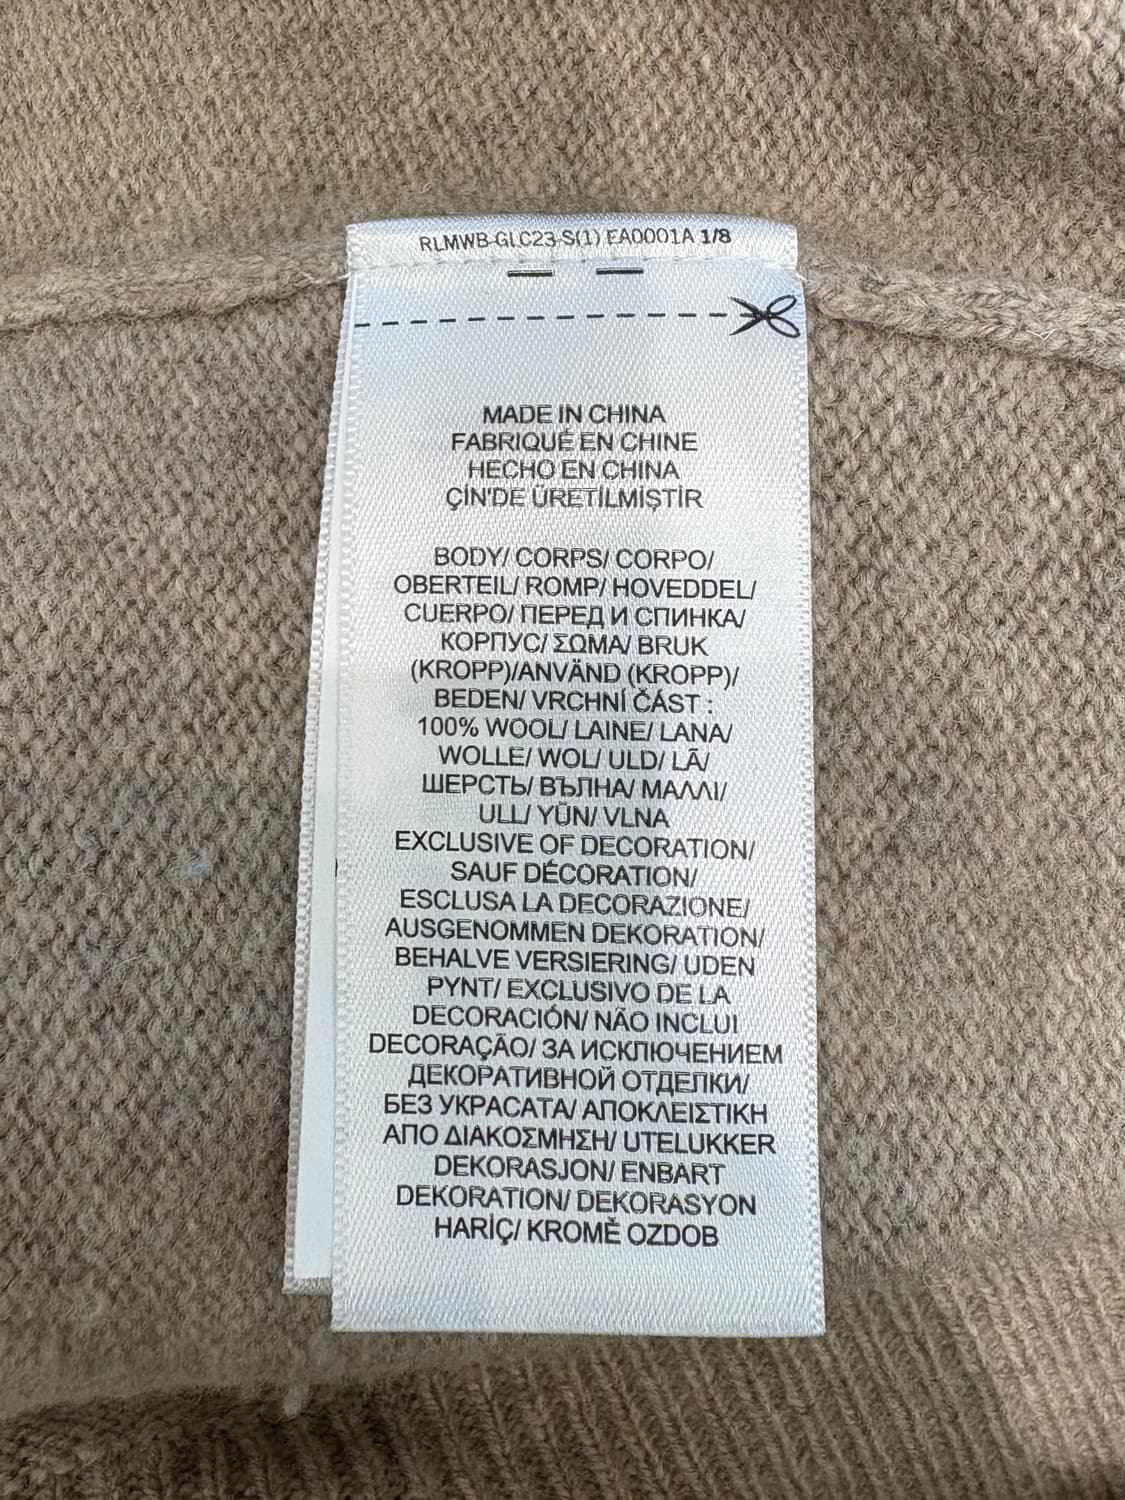 RLMWB-GLC23-S(1) EA0001A 1/8
MADE IN CHINA
FABRIQUÉ EN CHINE
HECHO EN CHINA
ÇİN'DE ÜRETİLMİŞTİR
BODY/ CORPS/ CORPO/
OBERTEIL/ ROMP/ HOVEDDEL/
CUERPO/ ПЕРЕД И СПИНКА/
КОРПУС/ ΣΩΜΑ/ BRUK
(KROPP)/ANVÄND (KROPP)/
BEDEN/ VRCHNÍ ČÁST :
100% WOOL/ LAINE/ LANA/
WOLLE/ WOL/ ULD/ LÃ/
ШЕРСТЬ/ ВЪЛНА/ ΜΑΛΛΙ/
ULL/ YÜN/ VLNA
EXCLUSIVE OF DECORATION/
SAUF DÉCORATION/
ESCLUSA LA DECORAZIONE/
AUSGENOMMEN DEKORATION/
BEHALVE VERSIERING/ UDEN
PYNT/ EXCLUSIVO DE LA
DECORACIÓN/ NÃO INCLUI
DECORAÇÃO/ ЗА ИСКЛЮЧЕНИЕМ
ДЕКОРАТИВНОЙ ОТДЕЛКИ/
БЕЗ УКРАСАТА/ ΑΠΟΚΛΕΙΣΤΙΚΗ
ΑΠΟ ΔΙΑΚΟΣΜΗΣΗ/ UTELUKKER
DEKORASJON/ ENBART
DEKORATION/ DEKORASYON
HARİÇ/ KROMĚ OZDOB